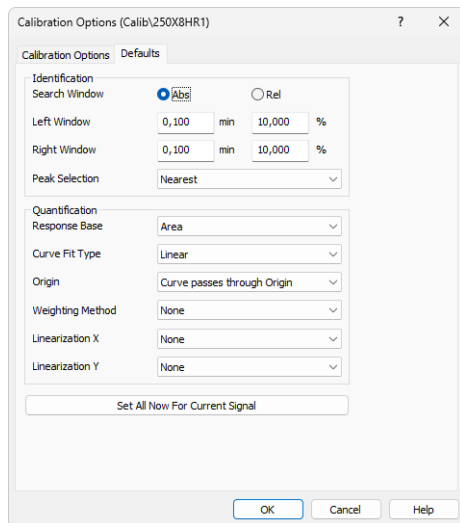 Calibration Options (Calib\250X8HR1) ? ×
Calibration Options Defaults
Identification
Search Window Abs Rel
Left Window 0,100 min 10,000 %
Right Window 0,100 min 10,000 %
Peak Selection Nearest
Quantification
Response Base Area
Curve Fit Type Linear
Origin Curve passes through Origin
Weighting Method None
Linearization X None
Linearization Y None
Set All Now For Current Signal
OK Cancel Help